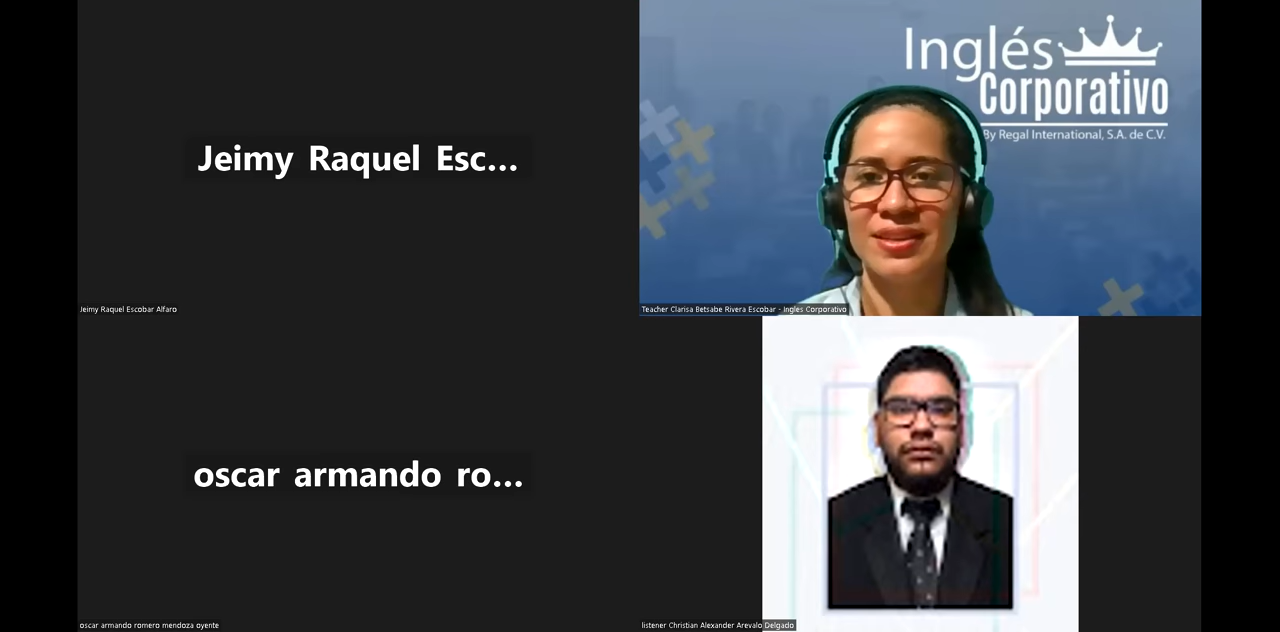 Jeimy Raquel Esc...
Jeimy Raquel Escobar Alfaro
Inglés
Corporativo
By Regal International, S.A. de C.V.
Teacher Clarisa Betsabe Rivera Escobar - Ingles Corporativo
oscar armando ro...
oscar armando romero mendoza oyente
listener Christian Alexander Arevalo Delgado